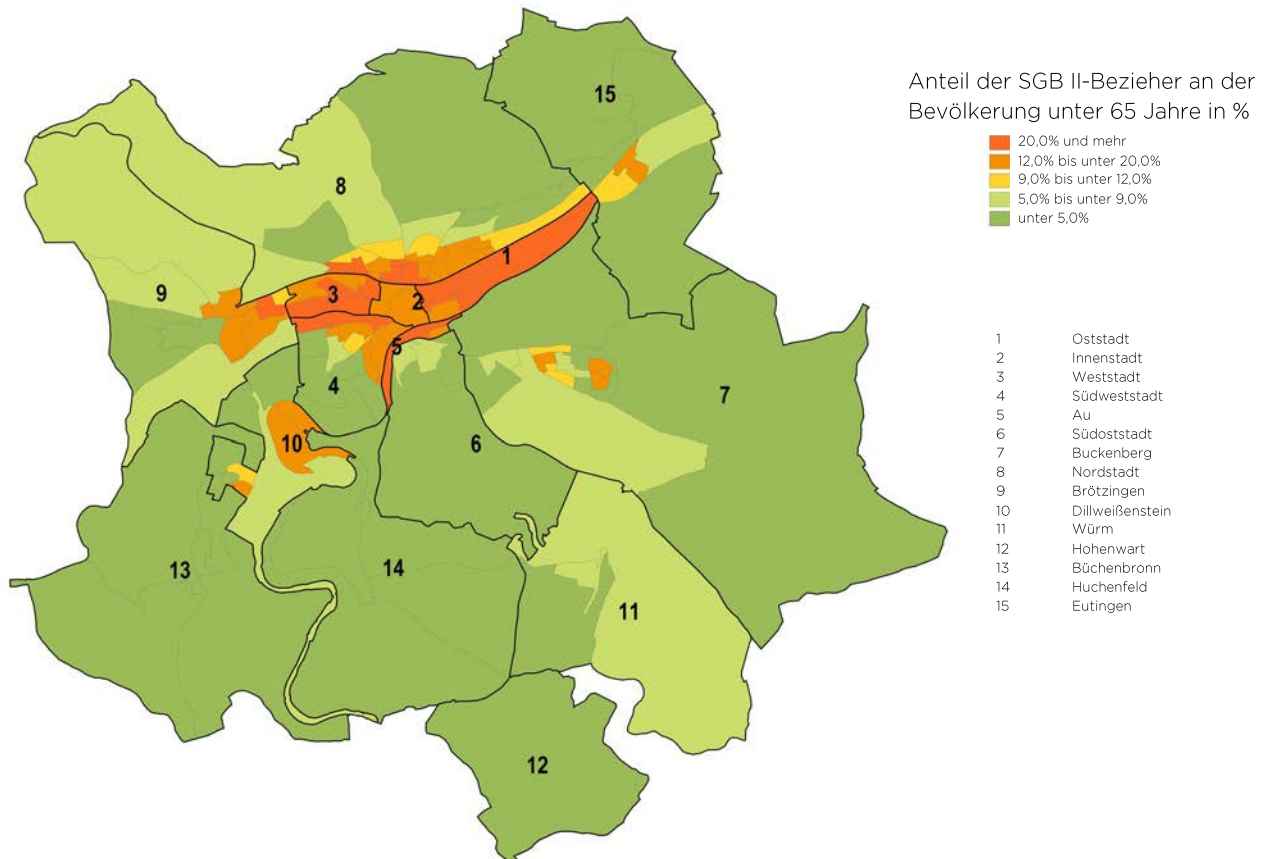 Anteil der SGB II-Bezieher an der
Bevölkerung unter 65 Jahre in %
20,0% und mehr
12,0% bis unter 20,0%
9,0% bis unter 12,0%
5,0% bis unter 9,0%
unter 5,0%
1 Oststadt
2 Innenstadt
3 Weststadt
4 Südweststadt
5 Au
6 Südoststadt
7 Buckenberg
8 Nordstadt
9 Brötzingen
10 Dillweißenstein
11 Würm
12 Hohenwart
13 Büchenbronn
14 Huchenfeld
15 Eutingen
15
8
1
9
3
2
5
4
7
10
6
13
14
11
12